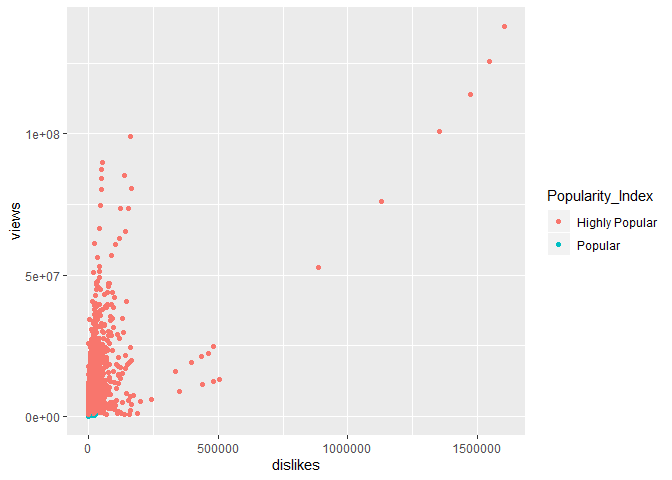 1e+08
5e+07
0e+00
views
0
500000
1000000
1500000
dislikes
Popularity_Index
Highly Popular
Popular